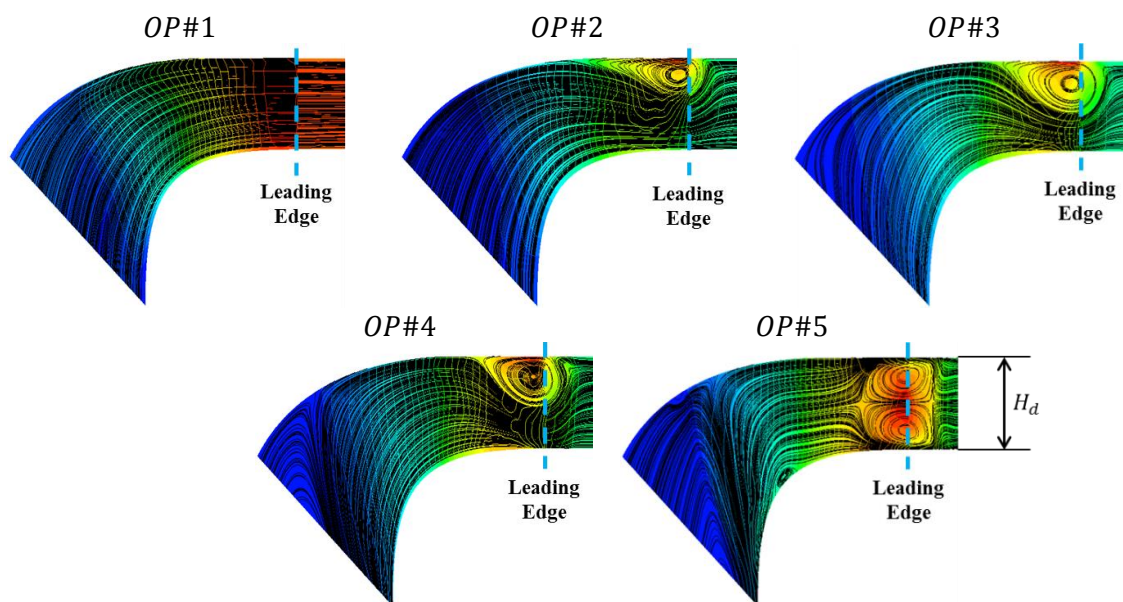 OP#1
OP#2
OP#3
Leading
Edge
Leading
Edge
Leading
Edge
OP#4
OP#5
H_d
Leading
Edge
Leading
Edge